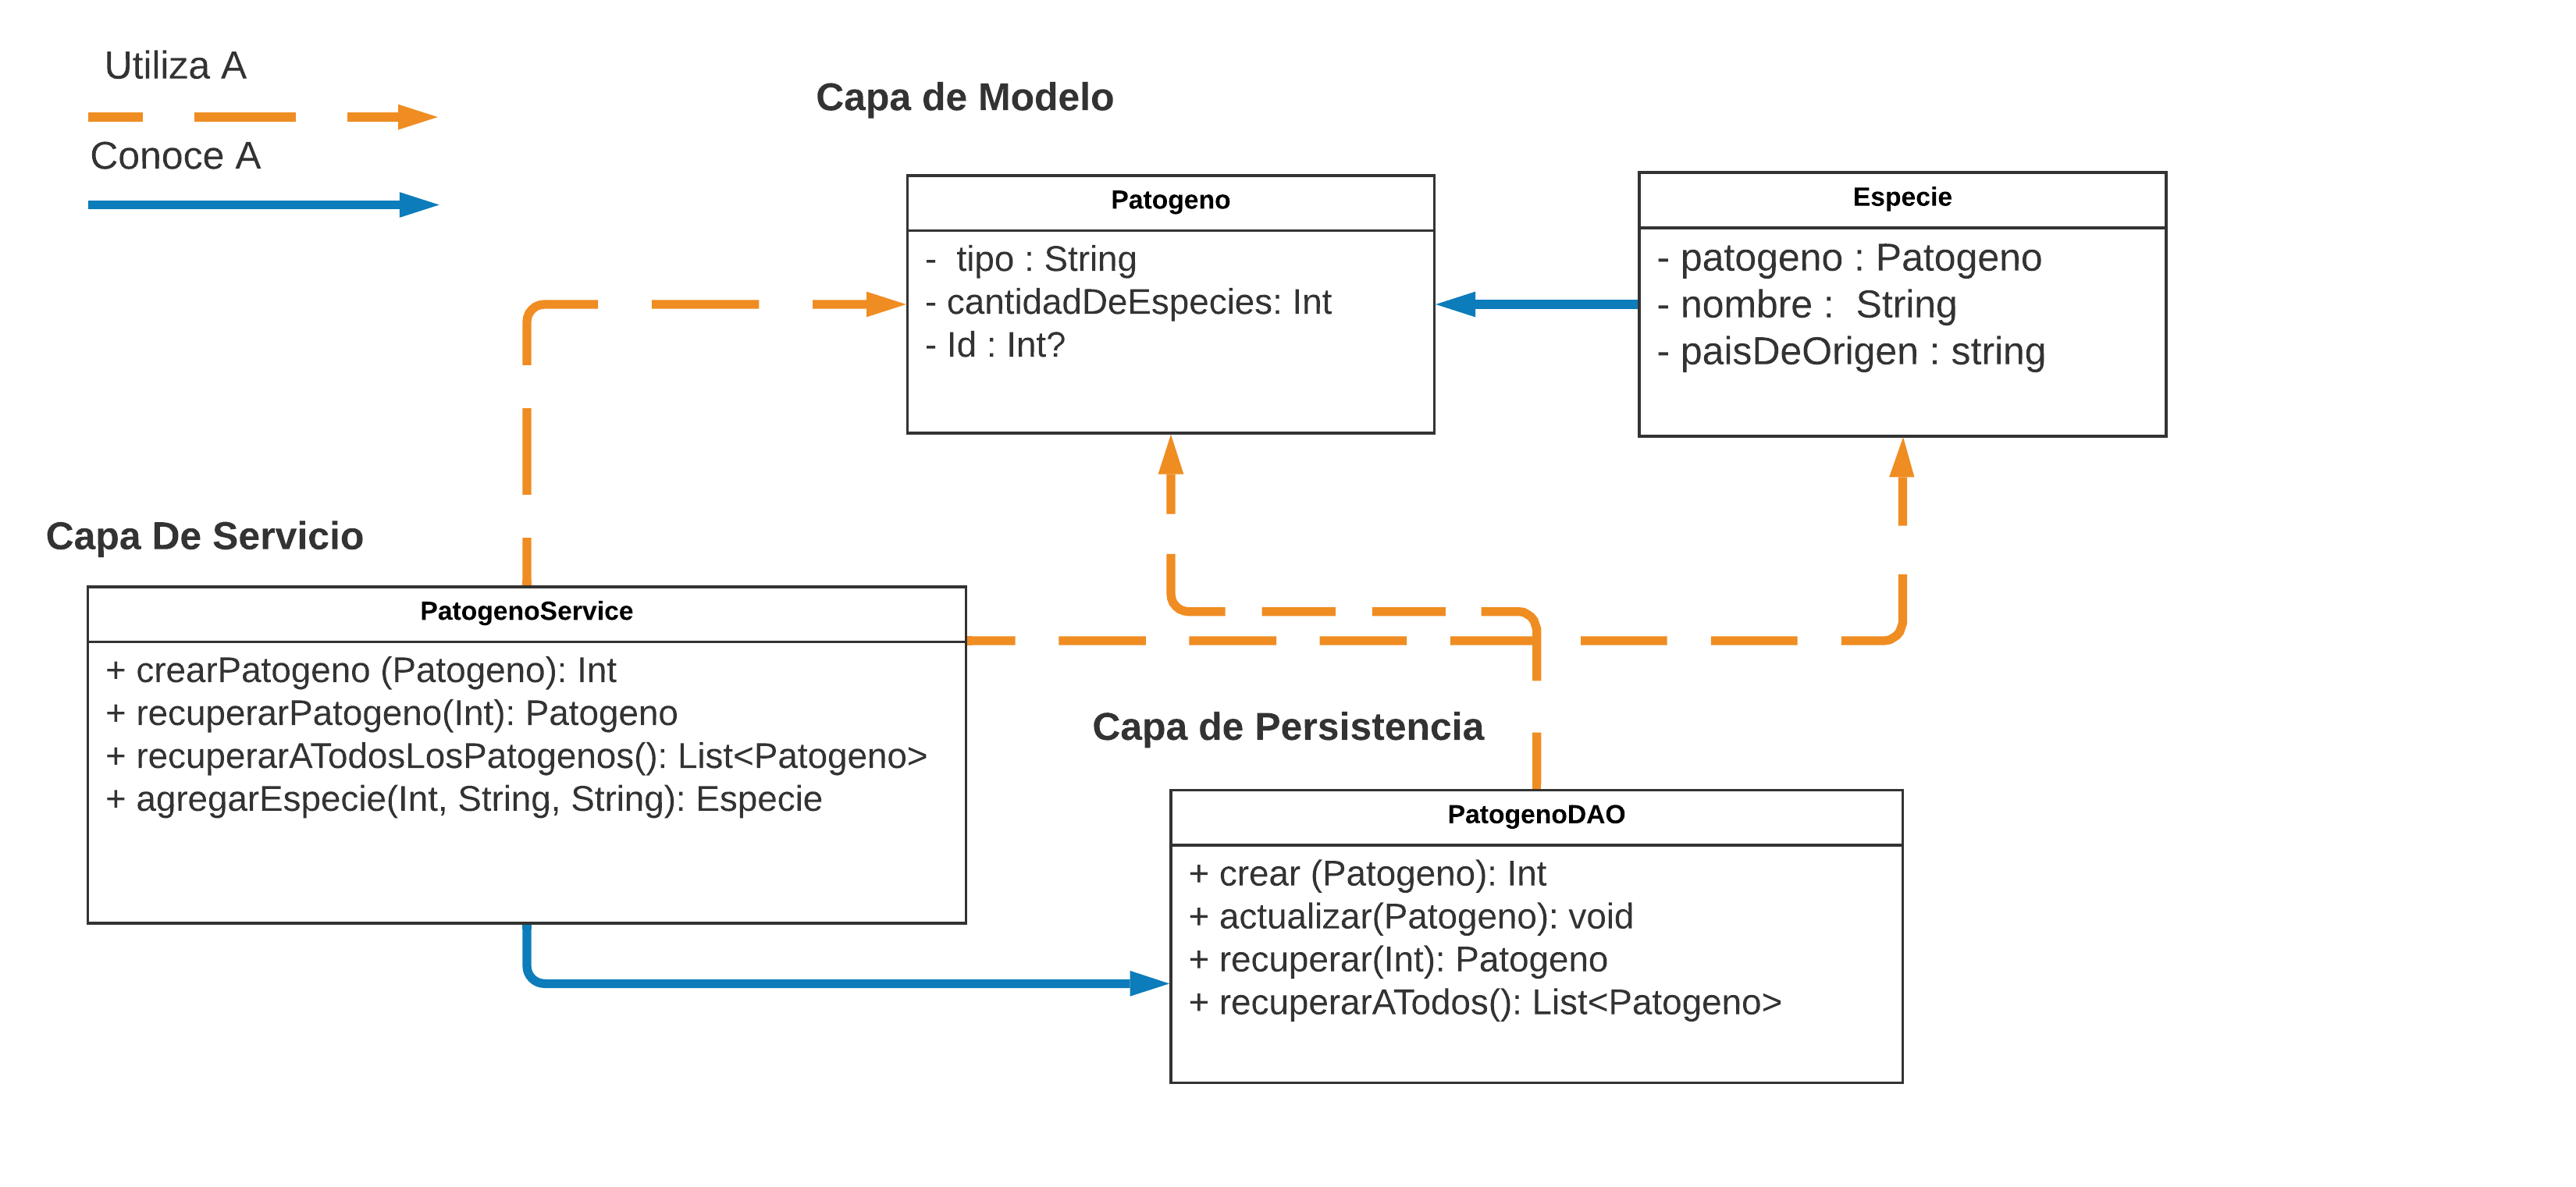 Utiliza A
Conoce A
Capa de Modelo
Patogeno
-  tipo : String
- cantidadDeEspecies: Int
- Id : Int?
Especie
- patogeno : Patogeno
- nombre :  String
- paisDeOrigen : string
Capa De Servicio
PatogenoService
+ crearPatogeno (Patogeno): Int
+ recuperarPatogeno(Int): Patogeno
+ recuperarATodosLosPatogenos(): List<Patogeno>
+ agregarEspecie(Int, String, String): Especie
Capa de Persistencia
PatogenoDAO
+ crear (Patogeno): Int
+ actualizar(Patogeno): void
+ recuperar(Int): Patogeno
+ recuperarATodos(): List<Patogeno>